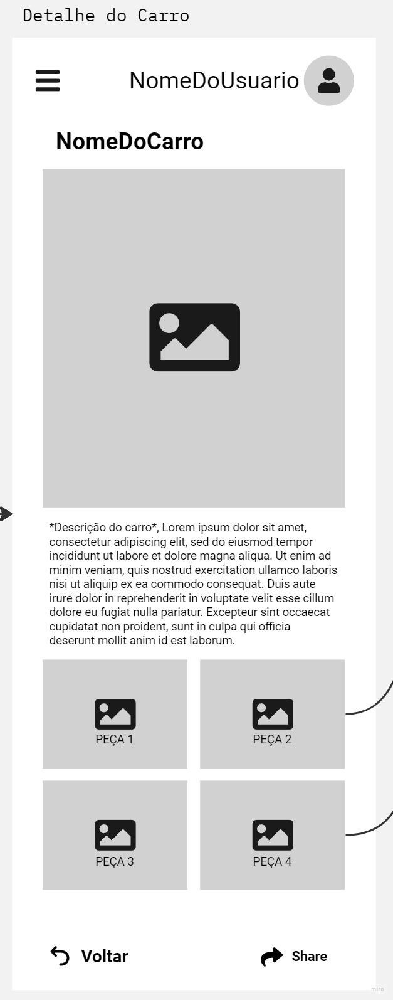 Detalhe do Carro
NomeDoUsuario
NomeDoCarro
*Descrição do carro*, Lorem ipsum dolor sit amet,
consectetur adipiscing elit, sed do eiusmod tempor
incididunt ut labore et dolore magna aliqua. Ut enim ad
minim veniam, quis nostrud exercitation ullamco laboris
nisi ut aliquip ex ea commodo consequat. Duis aute
irure dolor in reprehenderit in voluptate velit esse cillum
dolore eu fugiat nulla pariatur. Excepteur sint occaecat
cupidatat non proident, sunt in culpa qui officia
deserunt mollit anim id est laborum.
PEÇA 1
PEÇA 2
PEÇA 3
PEÇA 4
Voltar
Share
miro